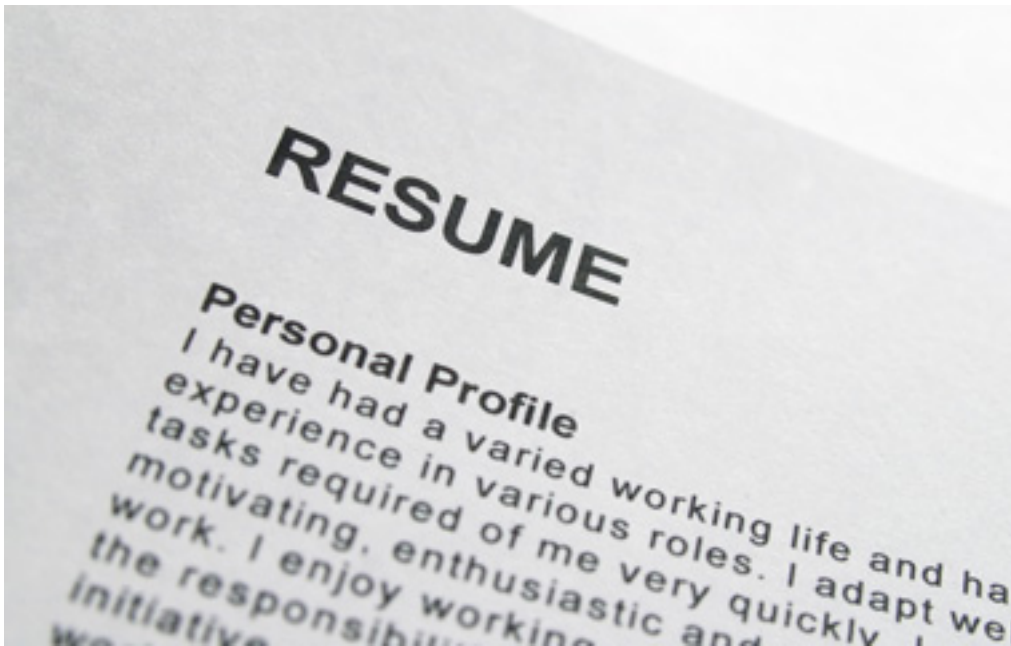 RESUME
Personal Profile
I have had a varied working life and ha
experience in various roles. I adapt we
tasks required of me very quickly. I
motivating, enthusiastic and
work. I enjoy working
the responsibili
initiative